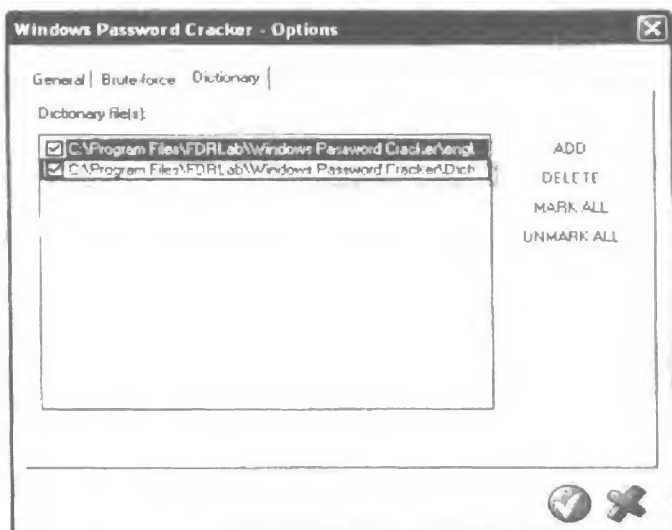 Windows Password Cracker - Options
General Brute-force Dictionary
Dictionary file(s):
C:\Program Files\FDRLab\Windows Password Cracker\engl
C:\Program Files\FDRLab\Windows Password Cracker\Dich
ADD
DELETE
MARK ALL
UNMARK ALL